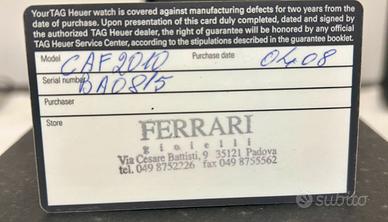 Your TAG Heuer watch is covered against manufacturing defects for two years from the
date of purchase. Upon presentation of this card duly completed, dated and signed by
the authorized TAG Heuer dealer, the right of guarantee will be honored by any official
TAG Heuer Service Center, according to the stipulations described in the guarantee booklet.
Model CAF2010 Purchase date 04.08
Serial number BA0815
Purchaser
Store
FERRARI
gioielli
Via Cesare Battisti, 9 35121 Padova
tel. 049 8752226 fax 049 8755562
subito